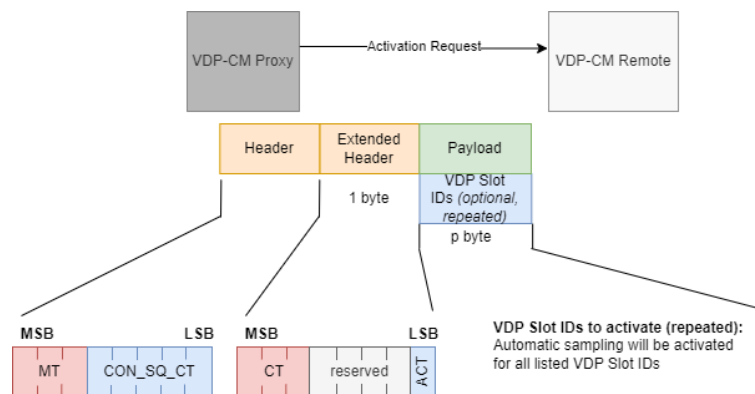 VDP-CM Proxy
Activation Request
VDP-CM Remote
Header
Extended
Header
Payload
1 byte
VDP Slot
IDs (optional,
repeated)
p byte
MSB
LSB
MT
CON_SQ_CT
MSB
LSB
CT
reserved
ACT
VDP Slot IDs to activate (repeated):
Automatic sampling will be activated
for all listed VDP Slot IDs